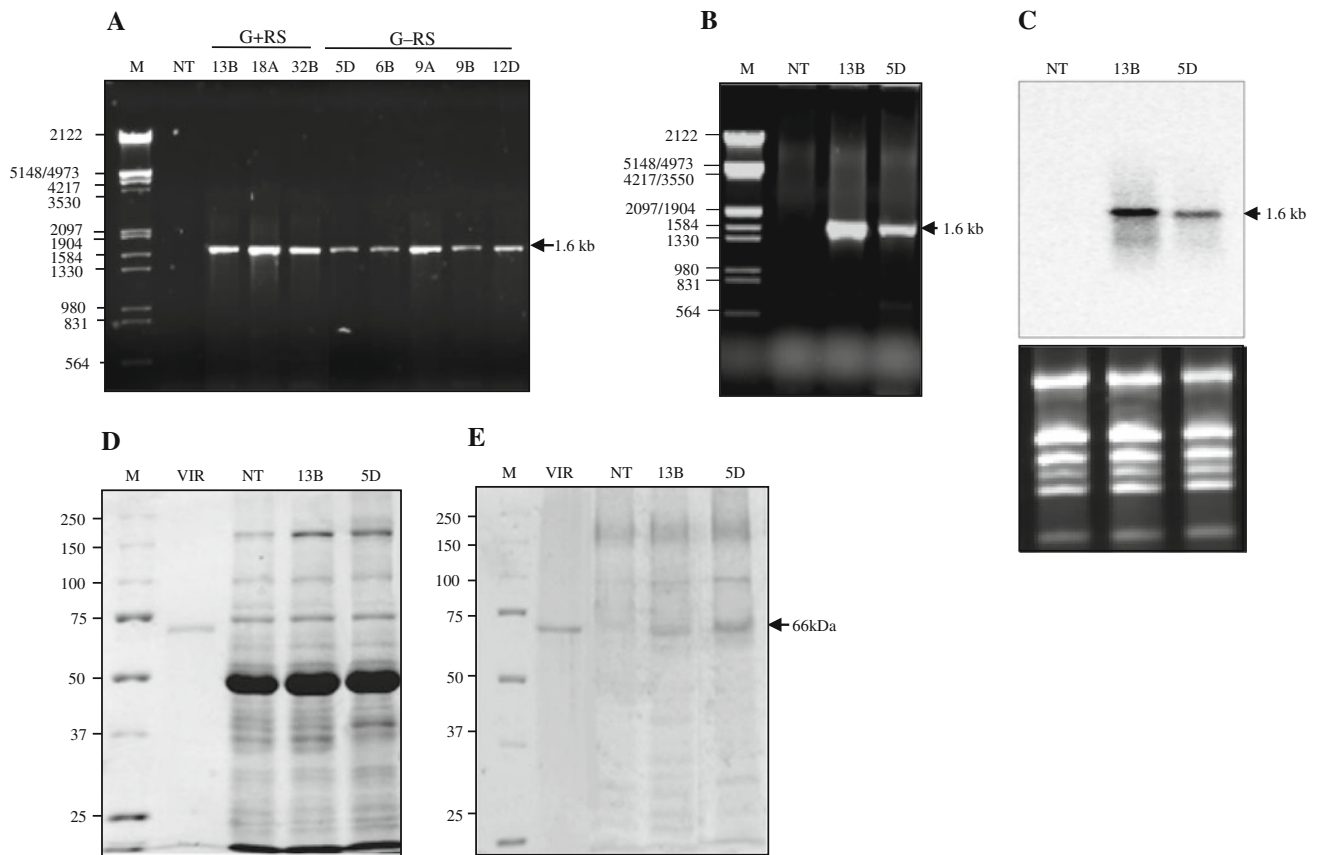 A
G+RS G–RS
M NT 13B 18A 32B 5D 6B 9A 9B 12D
2122
5148/4973
4217
3530
2097
1904
1584
1330
980
831
564
1.6 kb
B
M NT 13B 5D
2122
5148/4973
4217/3550
2097/1904
1584
1330
980
831
564
1.6 kb
C
NT 13B 5D
1.6 kb
D
M VIR NT 13B 5D
250
150
100
75
50
37
25
E
M VIR NT 13B 5D
250
150
100
75
50
37
25
66kDa